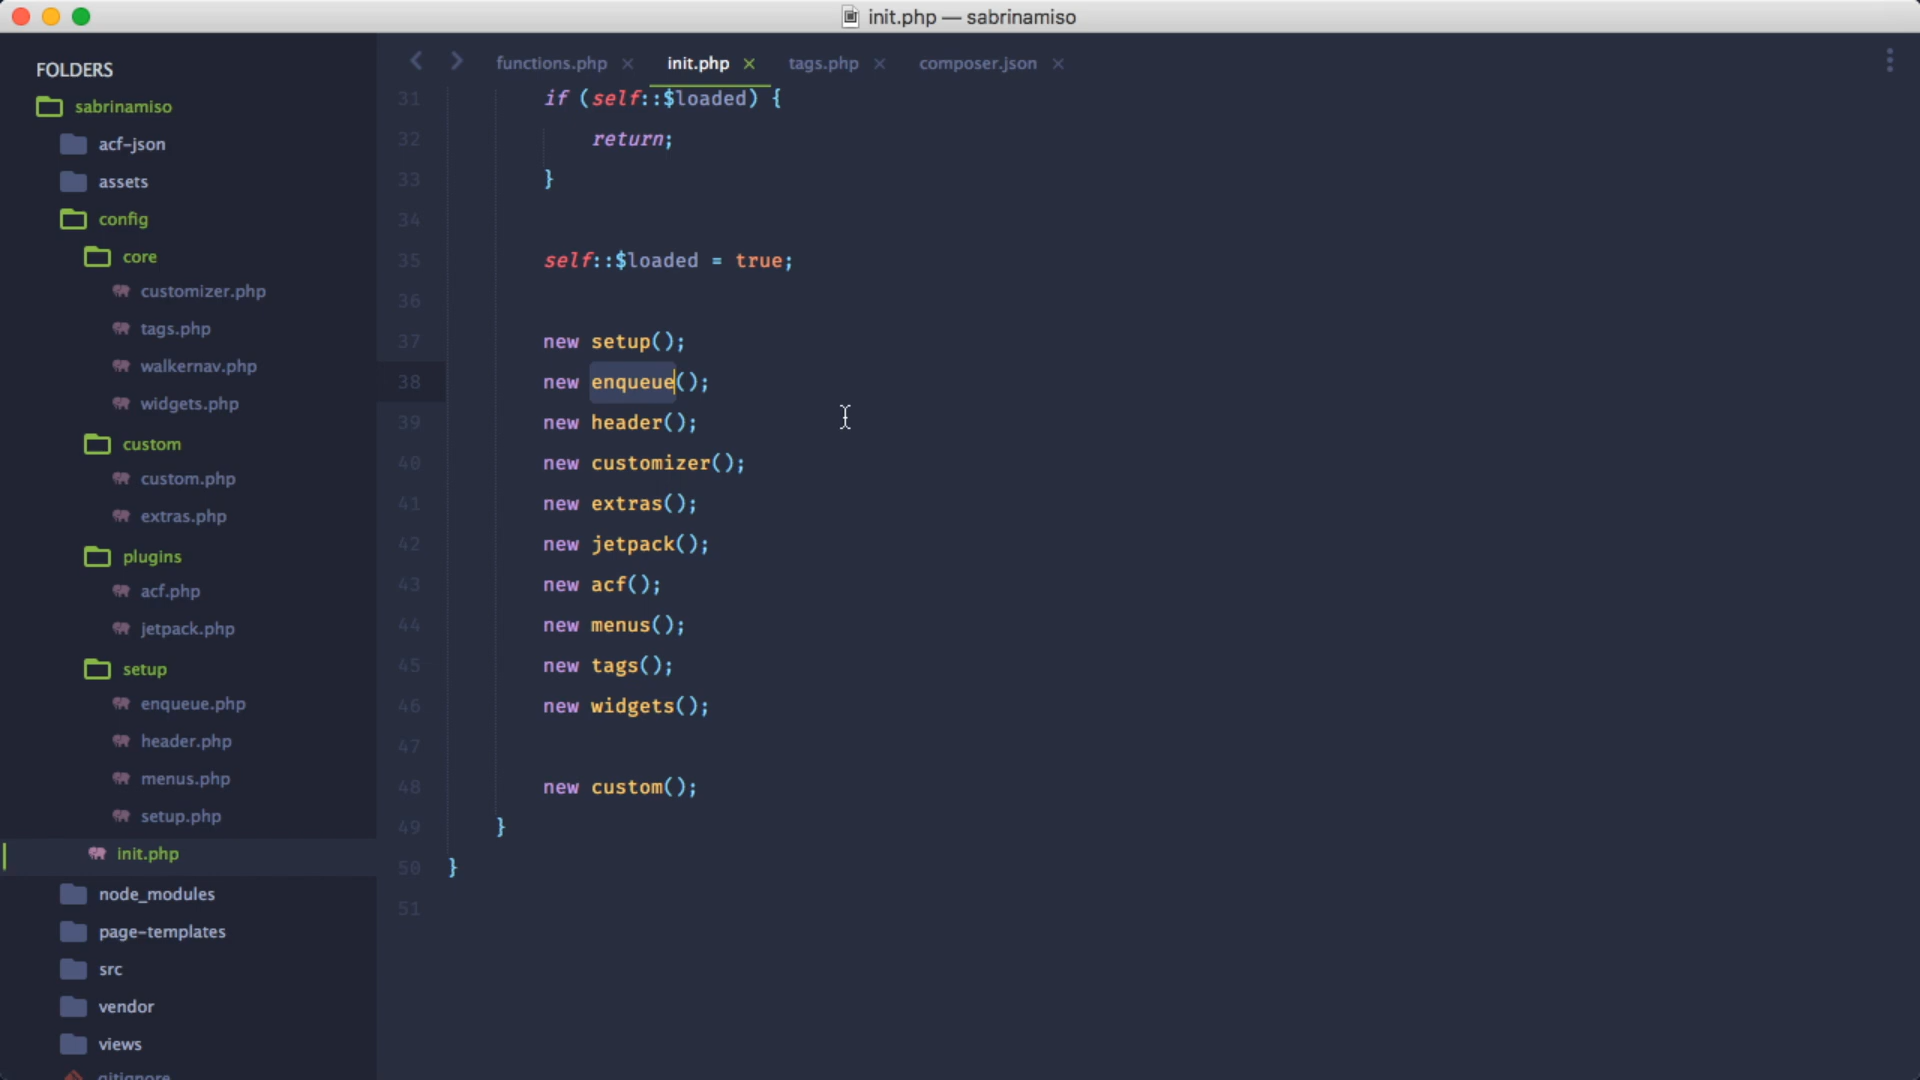 init.php — sabrinamiso
FOLDERS
sabrinamiso
acf-json
assets
config
core
customizer.php
tags.php
walkernav.php
widgets.php
custom
custom.php
extras.php
plugins
acf.php
jetpack.php
setup
enqueue.php
header.php
menus.php
setup.php
init.php
node_modules
page-templates
src
vendor
views
.gitignore
functions.php × init.php × tags.php × composer.json ×
31 if (self::$loaded) {
32 return;
33 }
34
35 self::$loaded = true;
36
37 new setup();
38 new enqueue();
39 new header();
40 new customizer();
41 new extras();
42 new jetpack();
43 new acf();
44 new menus();
45 new tags();
46 new widgets();
47
48 new custom();
49 }
50 }
51